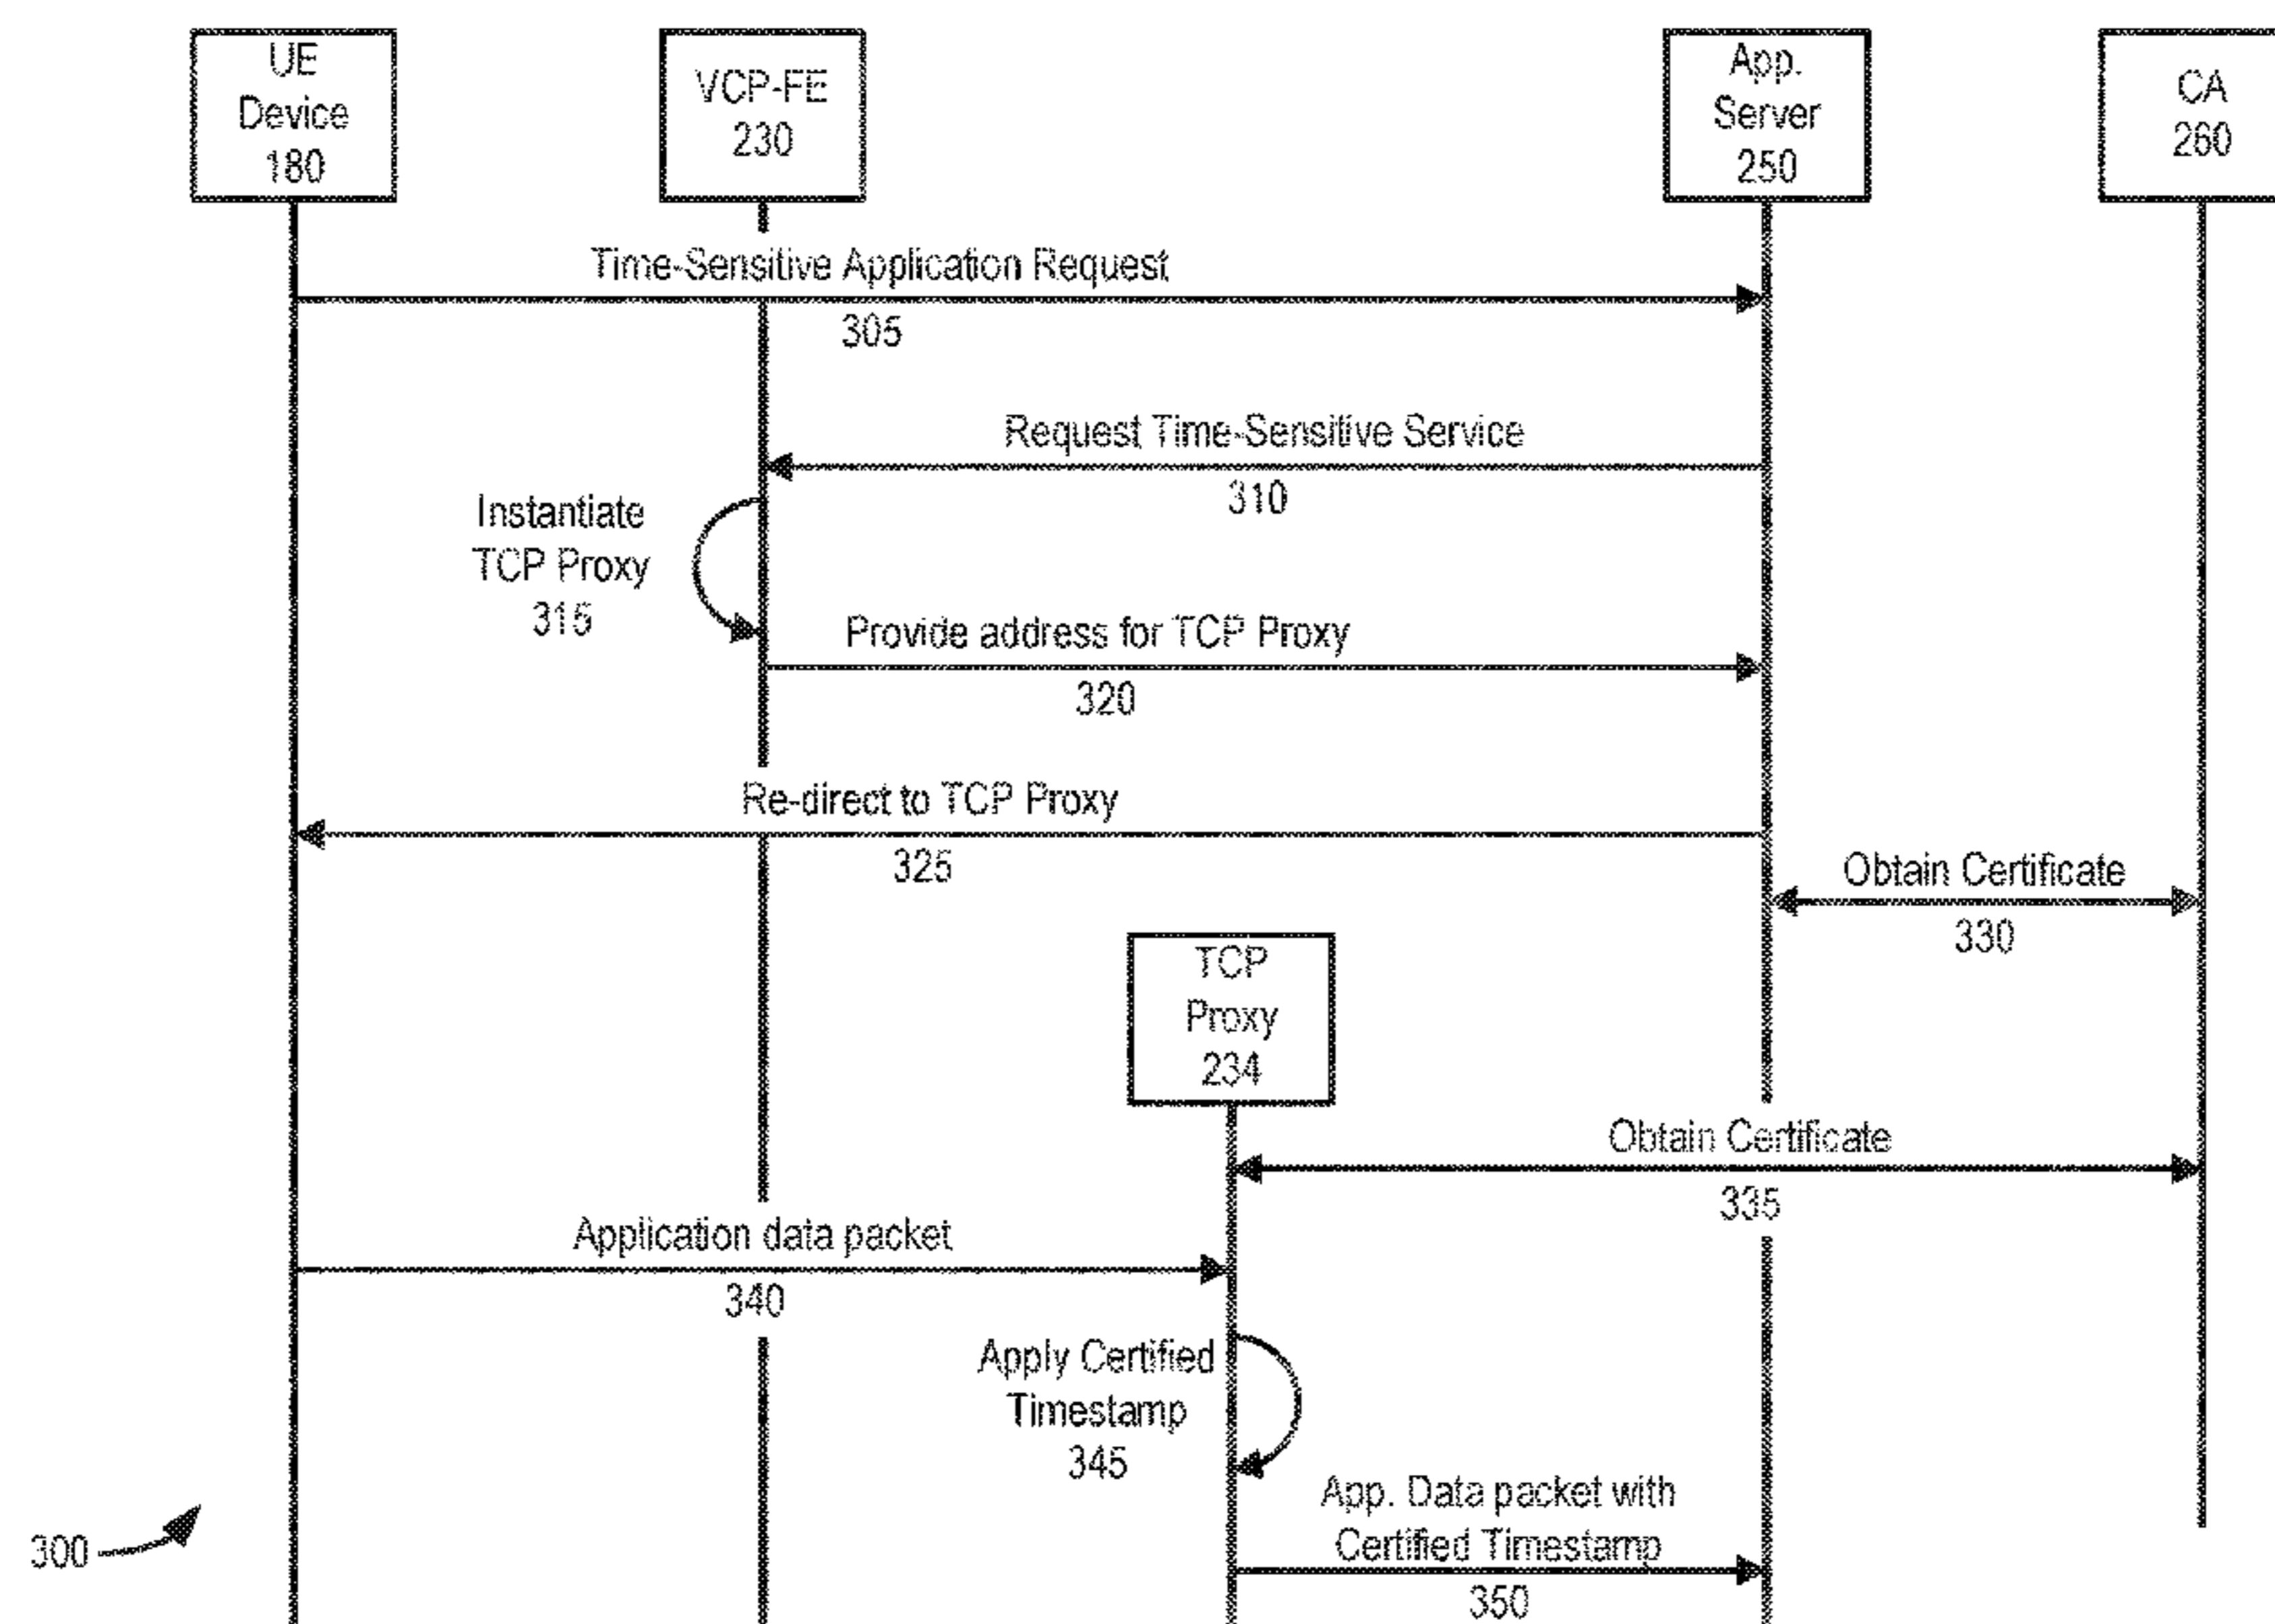 UE
Device
180
VCP-FE
230
App.
Server
250
CA
260
Time-Sensitive Application Request
305
Request Time-Sensitive Service
310
Instantiate
TCP Proxy
315
Provide address for TCP Proxy
320
Re-direct to TCP Proxy
325
Obtain Certificate
330
TCP
Proxy
234
Obtain Certificate
335
Application data packet
340
Apply Certified
Timestamp
345
App. Data packet with
Certified Timestamp
350
300